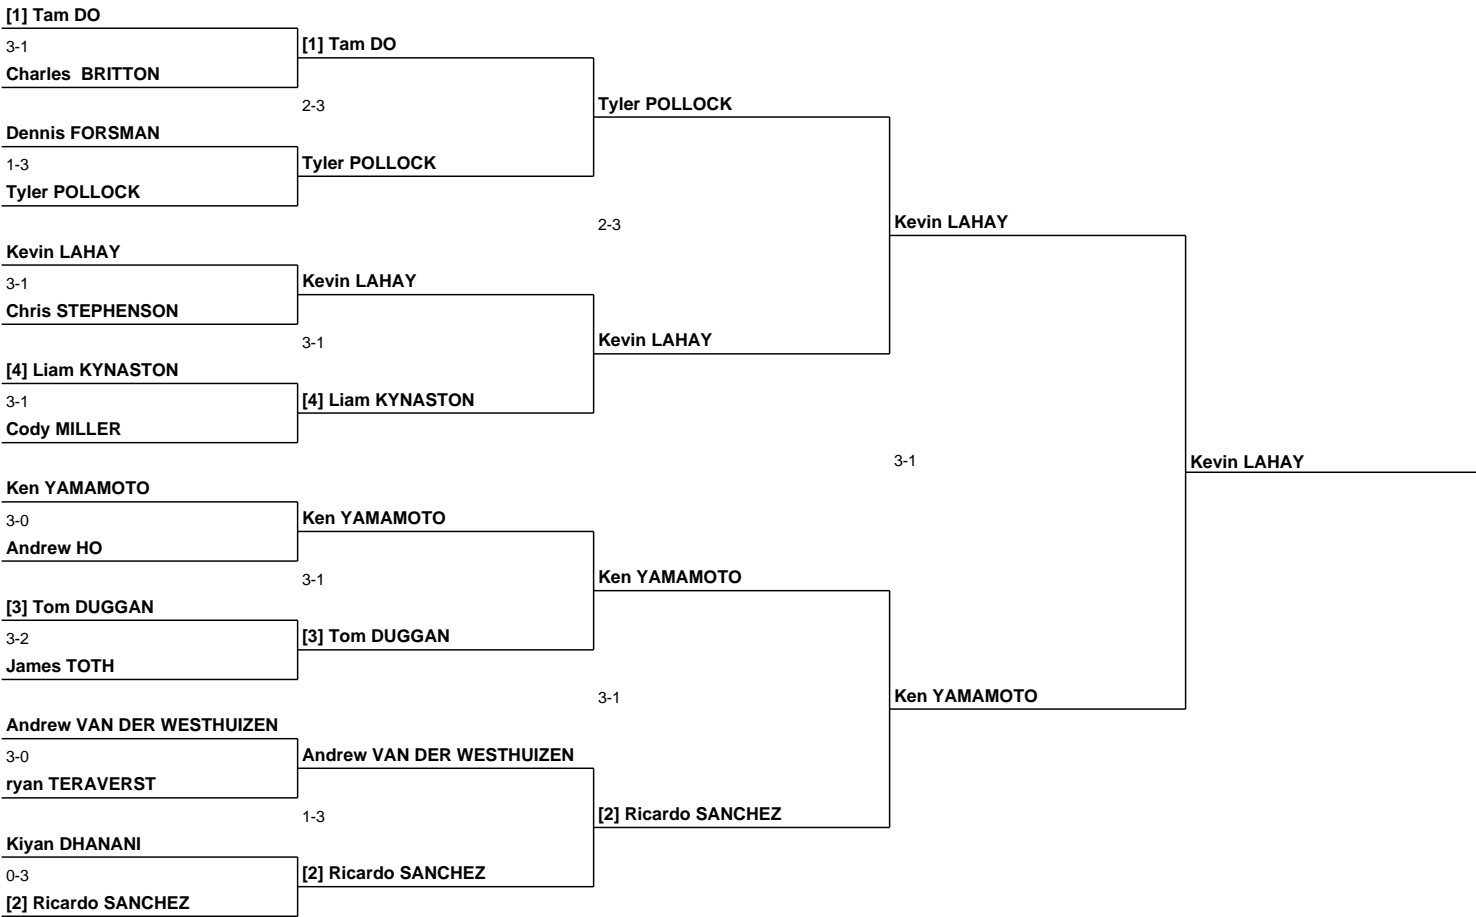 [1] Tam DO
3-1
Charles  BRITTON
Dennis FORSMAN
1-3
Tyler POLLOCK
Kevin LAHAY
3-1
Chris STEPHENSON
[4] Liam KYNASTON
3-1
Cody MILLER
Ken YAMAMOTO
3-0
Andrew HO
[3] Tom DUGGAN
3-2
James TOTH
Andrew VAN DER WESTHUIZEN
3-0
ryan TERAVERST
Kiyan DHANANI
0-3
[2] Ricardo SANCHEZ
[1] Tam DO
2-3
Tyler POLLOCK
Kevin LAHAY
3-1
[4] Liam KYNASTON
Ken YAMAMOTO
3-1
[3] Tom DUGGAN
Andrew VAN DER WESTHUIZEN
1-3
[2] Ricardo SANCHEZ
Tyler POLLOCK
2-3
Kevin LAHAY
Ken YAMAMOTO
3-1
[2] Ricardo SANCHEZ
Kevin LAHAY
3-1
Ken YAMAMOTO
Kevin LAHAY